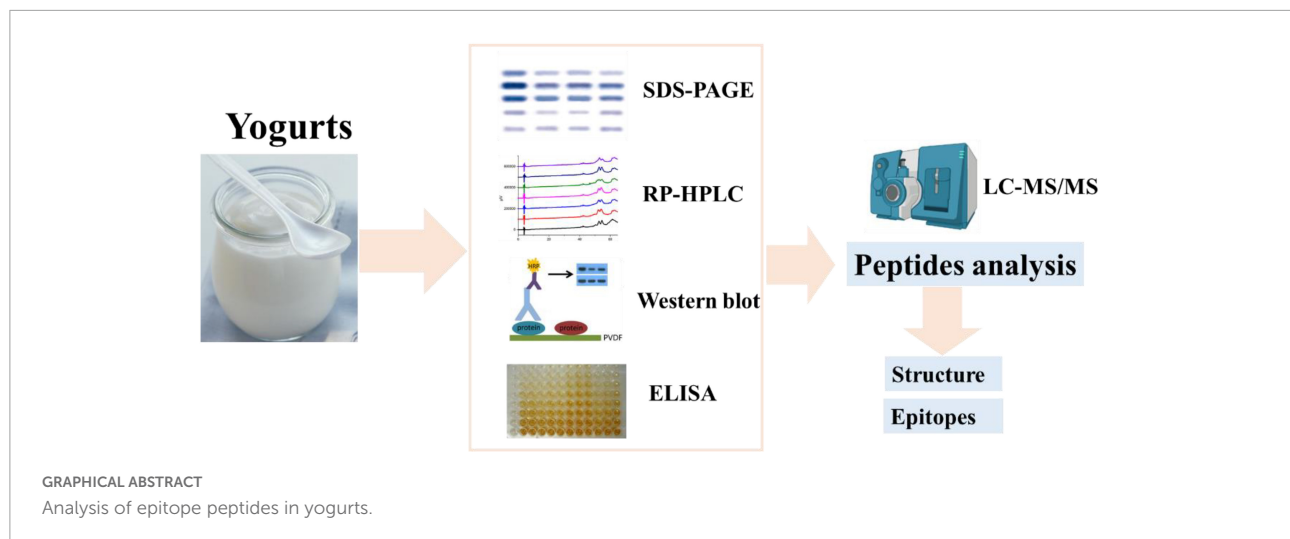 Yogurts
SDS-PAGE
RP-HPLC
HRP
protein
protein
PVDF
Western blot
ELISA
LC-MS/MS
Peptides analysis
Structure
Epitopes
GRAPHICAL ABSTRACT
Analysis of epitope peptides in yogurts.